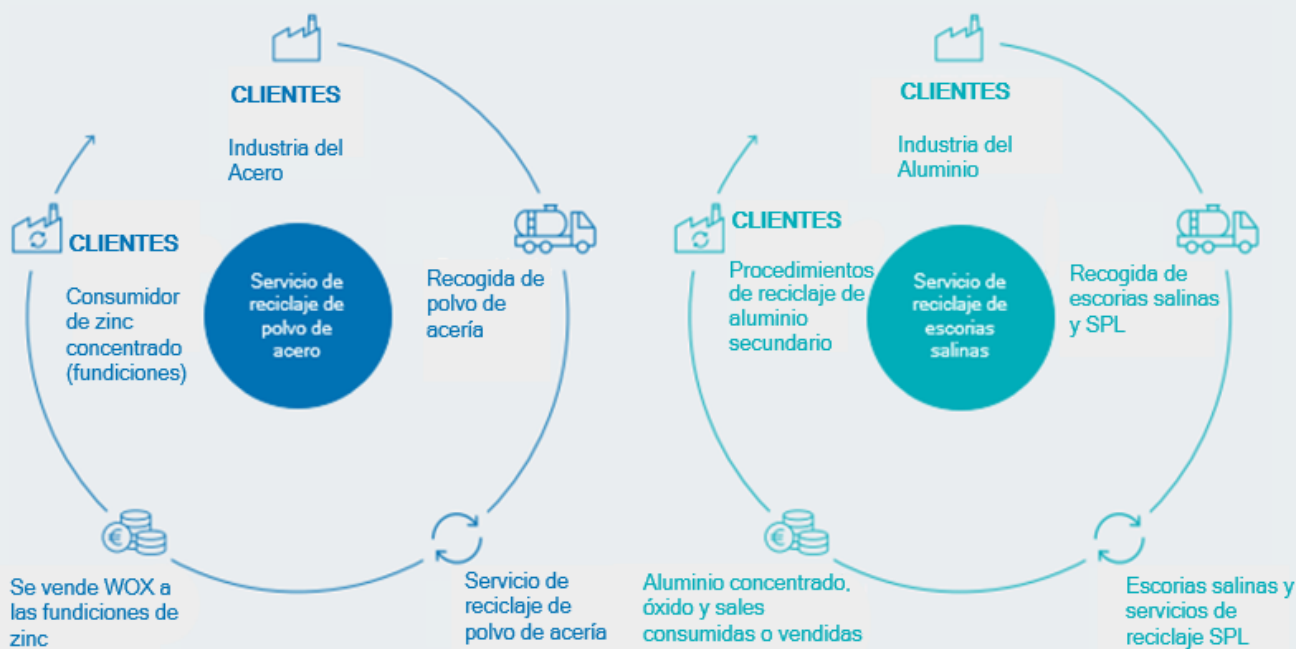 CLIENTES
Industria del
Acero
Recogida de
polvo de
acería
Servicio de
reciclaje de
polvo de acería
Se vende WOX a
las fundiciones de
zinc
CLIENTES
Consumidor
de zinc
concentrado
(fundiciones)
Servicio de
reciclaje de
polvo de
acero
CLIENTES
Industria del
Aluminio
Recogida de
escorias salinas
y SPL
Escorias salinas y
servicios de
reciclaje SPL
Aluminio concentrado,
óxido y sales
consumidas o vendidas
CLIENTES
Procedimientos
de reciclaje de
aluminio
secundario
Servicio de
reciclaje de
escorias
salinas
€
€